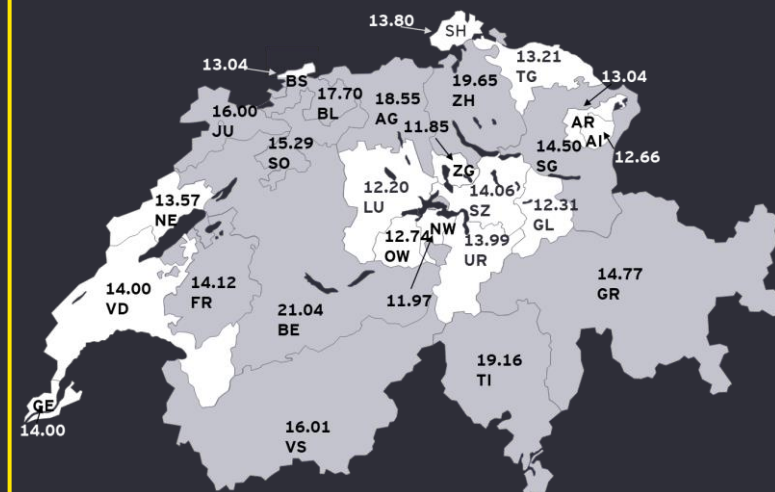 13.80
SH
13.04
BS
13.21
TG
19.65
ZH
13.04
17.70
BL
18.55
AG
16.00
JU
11.85
AR
AI
15.29
SO
14.50
SG
12.66
ZG
12.20
LU
14.06
SZ
13.57
NE
12.31
GL
NW
12.74
OW
13.99
UR
14.00
VD
14.12
FR
11.97
14.77
GR
21.04
BE
19.16
TI
GE
14.00
16.01
VS